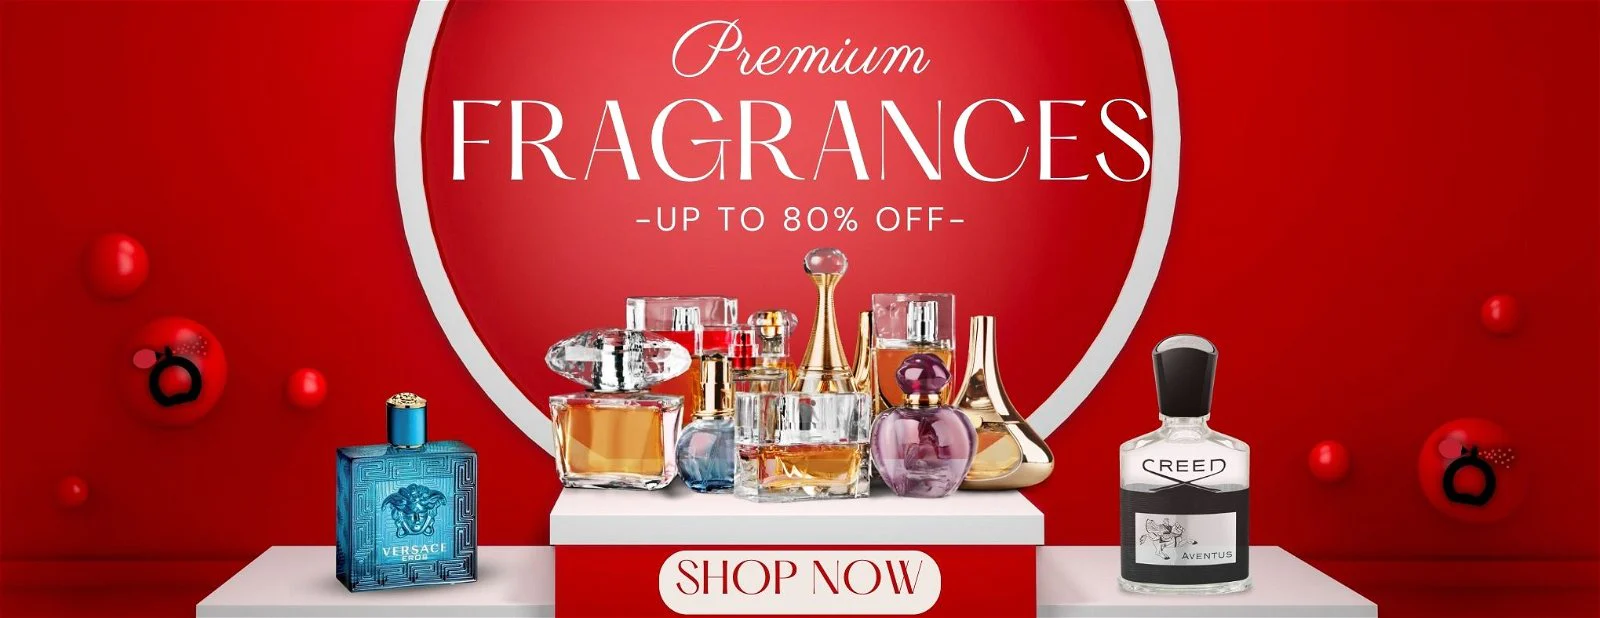 Premium
FRAGRANCES
-UP TO 80% OFF-
VERSACE
EROS
CREED
AVENTUS
SHOP NOW